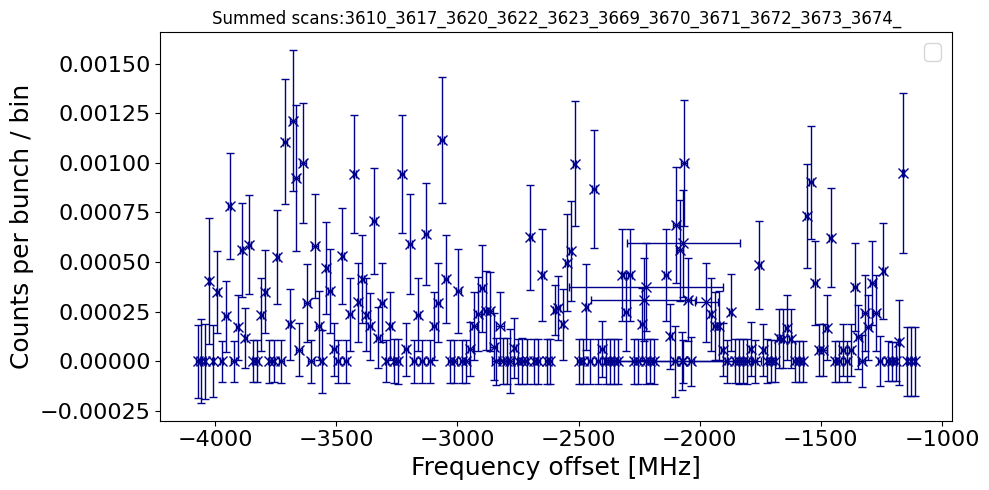 Summed scans:3610_3617_3620_3622_3623_3669_3670_3671_3672_3673_3674_
Counts per bunch / bin
0.00150
0.00125
0.00100
0.00075
0.00050
0.00025
0.00000
−0.00025
−4000 −3500 −3000 −2500 −2000 −1500 −1000
Frequency offset [MHz]